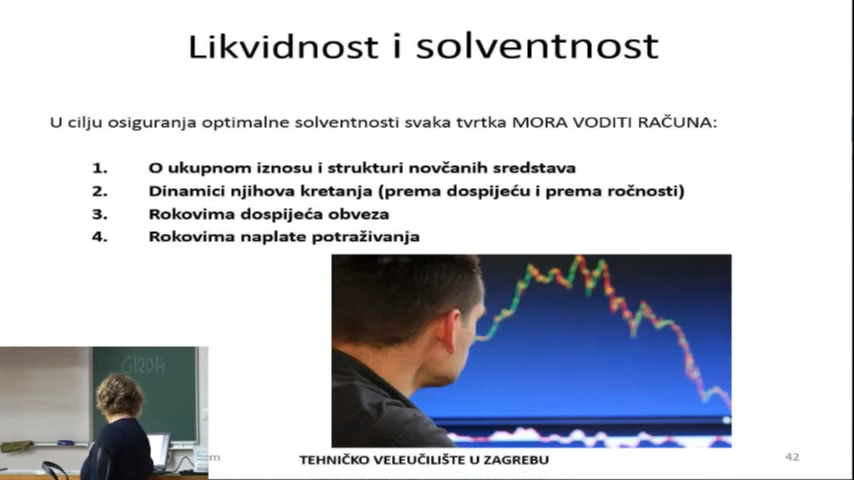 Likvidnost i solventnost
U cilju osiguranja optimalne solventnosti svaka tvrtka MORA VODITI RAČUNA:
1. O ukupnom iznosu i strukturi novčanih sredstava
2. Dinamici njihova kretanja (prema dospijeću i prema ročnosti)
3. Rokovima dospijeća obveza
4. Rokovima naplate potraživanja
GI2014
TEHNIČKO VELEUČILIŠTE U ZAGREBU
42